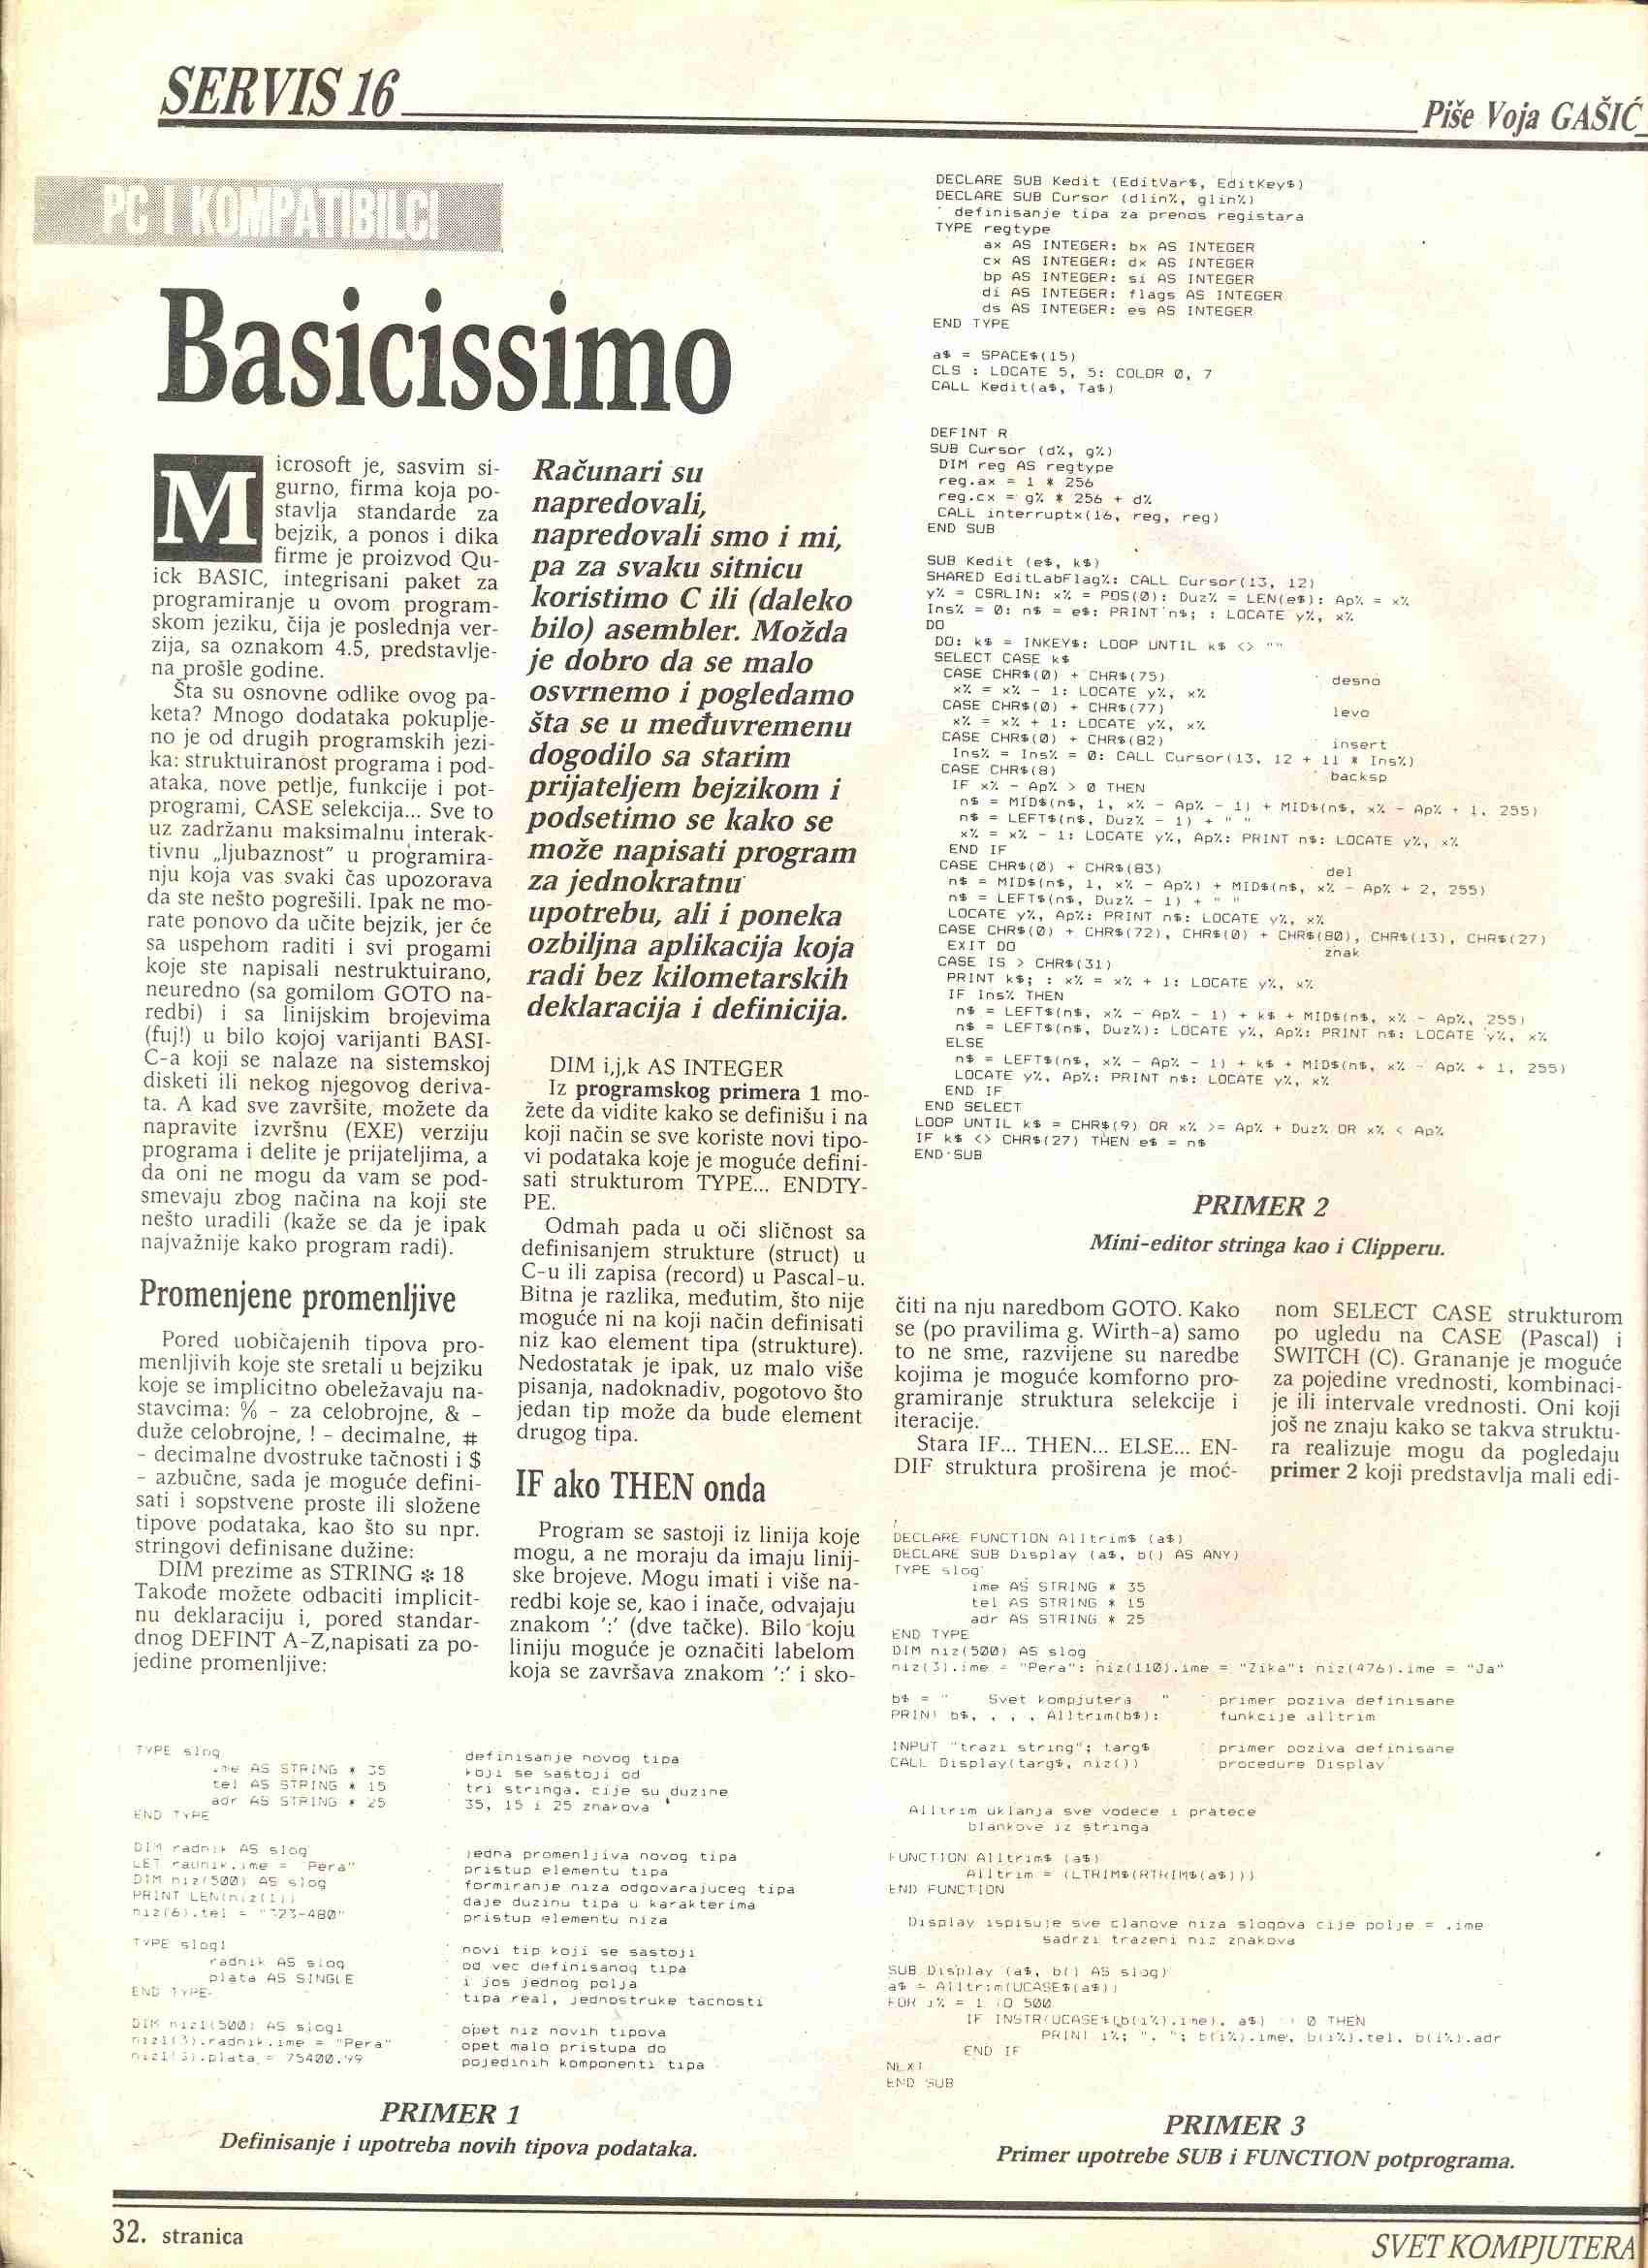 SERVIS 16
Piše Voja GAŠIĆ
PC I KOMPATIBILCI
Basicissimo
Microsoft je, sasvim si-
gurno, firma koja po-
stavlja standarde za
bejzik, a ponos i dika
firme je proizvod Qu-
ick BASIC, integrisani paket za
programiranje u ovom program-
skom jeziku, čija je poslednja ver-
zija, sa oznakom 4.5, predstavlje-
na prošle godine.
Šta su osnovne odlike ovog pa-
keta? Mnogo dodataka pokuplje-
no je od drugih programskih jezi-
ka: struktuiranost programa i pod-
ataka, nove petlje, funkcije i pot-
programi, CASE selekcija... Sve to
uz zadržanu maksimalnu interak-
tivnu „ljubaznost" u programira-
nju koja vas svaki čas upozorava
da ste nešto pogrešili. Ipak ne mo-
rate ponovo da učite bejzik, jer će
sa uspehom raditi i svi progami
koje ste napisali nestruktuirano,
neuredno (sa gomilom GOTO na-
redbi) i sa linijskim brojevima
(fuj!) u bilo kojoj varijanti BASI-
C-a koji se nalaze na sistemskoj
disketi ili nekog njegovog deriva-
ta. A kad sve završite, možete da
napravite izvršnu (EXE) verziju
programa i delite je prijateljima, a
da oni ne mogu da vam se pod-
smevaju zbog načina na koji ste
nešto uradili (kaže se da je ipak
najvažnije kako program radi).
Promenjene promenljive
Pored uobičajenih tipova pro-
menljivih koje ste sretali u bejziku
koje se implicitno obeležavaju na-
stavcima: % - za celobrojne, & -
duže celobrojne, ! - decimalne, #
- decimalne dvostruke tačnosti i $
- azbučne, sada je moguće defini-
sati i sopstvene proste ili složene
tipove podataka, kao što su npr.
stringovi definisane dužine:
DIM prezime as STRING * 18
Takođe možete odbaciti implicit-
nu deklaraciju i, pored standar-
dnog DEFINT A-Z,napisati za po-
jedine promenljive:
Računari su
napredovali,
napredovali smo i mi,
pa za svaku sitnicu
koristimo C ili (daleko
bilo) asembler. Možda
je dobro da se malo
osvrnemo i pogledamo
šta se u međuvremenu
dogodilo sa starim
prijateljem bejzikom i
podsetimo se kako se
može napisati program
za jednokratnu
upotrebu, ali i poneka
ozbiljna aplikacija koja
radi bez kilometarskih
deklaracija i definicija.
DIM i,j,k AS INTEGER
Iz programskog primera 1 mo-
žete da vidite kako se definišu i na
koji način se sve koriste novi tipo-
vi podataka koje je moguće defini-
sati strukturom TYPE... ENDTY-
PE.
Odmah pada u oči sličnost sa
definisanjem strukture (struct) u
C-u ili zapisa (record) u Pascal-u.
Bitna je razlika, međutim, što nije
moguće ni na koji način definisati
niz kao element tipa (strukture).
Nedostatak je ipak, uz malo više
pisanja, nadoknadiv, pogotovo što
jedan tip može da bude element
drugog tipa.
IF ako THEN onda
Program se sastoji iz linija koje
mogu, a ne moraju da imaju linij-
ske brojeve. Mogu imati i više na-
redbi koje se, kao i inače, odvajaju
znakom ':' (dve tačke). Bilo koju
liniju moguće je označiti labelom
koja se završava znakom ':' i sko-
DECLARE SUB Kedit (EditVar$, EditKey$)
DECLARE SUB Cursor (dlin%, glin%)
' definisanje tipa za prenos registara
TYPE regtype
ax AS INTEGER: bx AS INTEGER
cx AS INTEGER: dx AS INTEGER
bp AS INTEGER: si AS INTEGER
di AS INTEGER: flags AS INTEGER
ds AS INTEGER: es AS INTEGER
END TYPE
a$ = SPACE$(15)
CLS : LOCATE 5, 5: COLOR 0, 7
CALL Kedit(a$, Ta$)
DEFINT R
SUB Cursor (d%, g%)
DIM reg AS regtype
reg.ax = 1 * 256
reg.cx = g% * 256 + d%
CALL interruptx(16, reg, reg)
END SUB
SUB Kedit (e$, k$)
SHARED EditLabFlag%: CALL Cursor(13, 12)
y% = CSRLIN: x% = POS(0): Duz% = LEN(e$): Ap% = x%
Ins% = 0: n$ = e$: PRINT n$; : LOCATE y%, x%
DO
DO: k$ = INKEY$: LOOP UNTIL k$ <> ""
SELECT CASE k$
CASE CHR$(0) + CHR$(75) ' desno
x% = x% - 1: LOCATE y%, x%
CASE CHR$(0) + CHR$(77) ' levo
x% = x% + 1: LOCATE y%, x%
CASE CHR$(0) + CHR$(82) ' insert
Ins% = Ins% = 0: CALL Cursor(13, 12 + 11 * Ins%)
CASE CHR$(8) ' backsp
IF x% - Ap% > 0 THEN
n$ = MID$(n$, 1, x% - Ap% - 1) + MID$(n$, x% - Ap% + 1, 255)
n$ = LEFT$(n$, Duz% - 1) + " "
x% = x% - 1: LOCATE y%, Ap%: PRINT n$: LOCATE y%, x%
END IF
CASE CHR$(0) + CHR$(83) ' del
n$ = MID$(n$, 1, x% - Ap%) + MID$(n$, x% - Ap% + 2, 255)
n$ = LEFT$(n$, Duz% - 1) + " "
LOCATE y%, Ap%: PRINT n$: LOCATE y%, x%
CASE CHR$(0) + CHR$(72), CHR$(0) + CHR$(80), CHR$(13), CHR$(27)
EXIT DO
CASE IS > CHR$(31) znak
PRINT k$; : x% = x% + 1: LOCATE y%, x%
IF Ins% THEN
n$ = LEFT$(n$, x% - Ap% - 1) + k$ + MID$(n$, x% - Ap%, 255)
n$ = LEFT$(n$, Duz%): LOCATE y%, Ap%: PRINT n$: LOCATE y%, x%
ELSE
n$ = LEFT$(n$, x% - Ap% - 1) + k$ + MID$(n$, x% - Ap% + 1, 255)
LOCATE y%, Ap%: PRINT n$: LOCATE y%, x%
END IF
END SELECT
LOOP UNTIL k$ = CHR$(9) OR x% >= Ap% + Duz% OR x% < Ap%
IF k$ <> CHR$(27) THEN e$ = n$
END SUB
PRIMER 2
Mini-editor stringa kao i Clipperu.
čiti na nju naredbom GOTO. Kako
se (po pravilima g. Wirth-a) samo
to ne sme, razvijene su naredbe
kojima je moguće komforno pro-
gramiranje struktura selekcije i
iteracije.
Stara IF... THEN... ELSE... EN-
DIF struktura proširena je moć-
nom SELECT CASE strukturom
po ugledu na CASE (Pascal) i
SWITCH (C). Grananje je moguće
za pojedine vrednosti, kombinaci-
je ili intervale vrednosti. Oni koji
još ne znaju kako se takva struktu-
ra realizuje mogu da pogledaju
primer 2 koji predstavlja mali edi-
TYPE slog ' definisanje novog tipa
ime AS STRING * 35 ' koji se sastoji od
tel AS STRING * 15 ' tri stringa, cije su duzine
adr AS STRING * 25 ' 35, 15 i 25 znakova
END TYPE
DIM radnik AS slog ' jedna promenljiva novog tipa
LET radnik.ime = "Pera" ' pristup elementu tipa
DIM niz(500) AS slog ' formiranje niza odgovarajuceg tipa
PRINT LEN(niz(1)) ' daje duzinu tipa u karakterima
niz(6).tel = "323-480" ' pristup elementu niza
TYPE slog1 ' novi tip koji se sastoji
radnik AS slog ' od vec definisanog tipa
plata AS SINGLE ' i jos jednog polja
END TYPE ' tipa real, jednostruke tacnosti
DIM niz1(500) AS slog1 ' opet niz novih tipova
niz1(3).radnik.ime = "Pera" ' opet malo pristupa do
niz1(3).plata = 75400.99 ' pojedinih komponenti tipa
PRIMER 1
Definisanje i upotreba novih tipova podataka.
DECLARE FUNCTION Alltrim$ (a$)
DECLARE SUB Display (a$, b() AS ANY)
TYPE slog
ime AS STRING * 35
tel AS STRING * 15
adr AS STRING * 25
END TYPE
DIM niz(500) AS slog
niz(3).ime = "Pera": niz(110).ime = "Zika": niz(476).ime = "Ja"
b$ = " Svet kompjutera " ' primer poziva definisane
PRINT b$, , , , Alltrim(b$): ' funkcije alltrim
INPUT "trazi string"; targ$ ' primer poziva definisane
CALL Display(targ$, niz()) ' procedure Display
Alltrim uklanja sve vodece i pratece
blankove iz stringa
FUNCTION Alltrim$ (a$)
Alltrim = (LTRIM$(RTRIM$(a$)))
END FUNCTION
Display ispisuje sve clanove niza slogova cije polje = .ime
sadrzi trazeni niz znakova
SUB Display (a$, b() AS slog)
a$ = Alltrim(UCASE$(a$))
FOR i% = 1 TO 500
IF INSTR(UCASE$(b(i%).ime), a$) <> 0 THEN
PRINT i%; ". "; b(i%).ime, b(i%).tel, b(i%).adr
END IF
NEXT
END SUB
PRIMER 3
Primer upotrebe SUB i FUNCTION potprograma.
32. stranica
SVET KOMPJUTERA